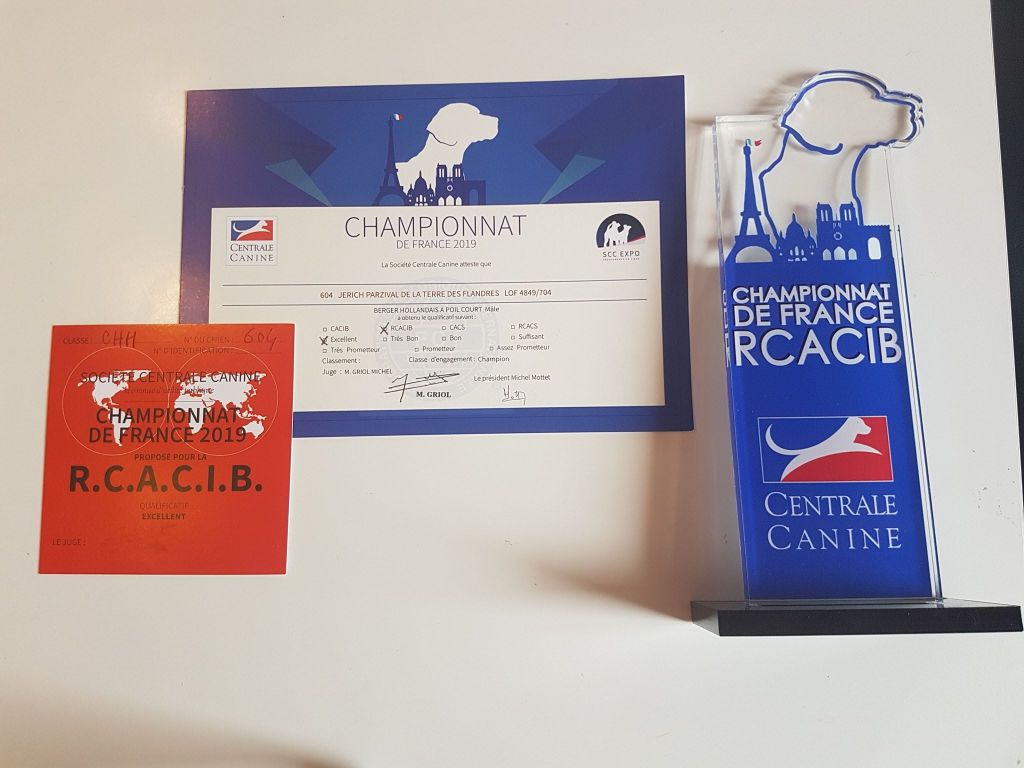 CHAMPIONNAT
DE FRANCE 2019
CENTRALE
CANINE
SCC EXPO
La Société Centrale Canine atteste que
604 JERICH PARZIVAL DE LA TERRE DES FLANDRES LOF 4849/704
BERGER HOLLANDAIS A POIL COURT Mâle
a obtenu le qualificatif suivant :
CACIB RCACIB CACS RCACS
Excellent Très Bon Bon Suffisant
Très Prometteur Prometteur Assez Prometteur
Classement : Classe d'engagement : Champion
Juge : M. GRIOL MICHEL Le président Michel Mottet
M. GRIOL
CLASSE : CHM N° DU CHIEN : 604
N° D'IDENTIFICATION :
SOCIÉTÉ CENTRALE CANINE
CHAMPIONNAT
DE FRANCE 2019
PROPOSÉ POUR LA
R.C.A.C.I.B.
QUALIFICATIF
EXCELLENT
LE JUGE :
CHAMPIONNAT
DE FRANCE
RCACIB
CENTRALE
CANINE